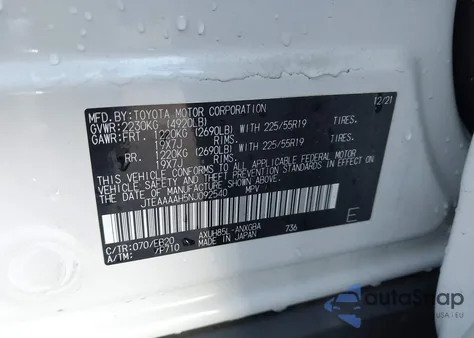 MFD.BY:TOYOTA MOTOR CORPORATION 12/21
GVWR:2230KG (4920LB)
GAWR:FRT. 1220KG (2690LB) WITH 225/55R19 TIRES.
19X7J RIMS.
RR. 1220KG (2690LB) WITH 225/55R19 TIRES.
19X7J RIMS.
THIS VEHICLE CONFORMS TO ALL APPLICABLE FEDERAL MOTOR
VEHICLE SAFETY AND
THEFT PREVENTION STANDARDS IN EFFECT ON THE DATE OF
MANUFACTURE SHOWN ABOVE.
JTEAAAAH5NJ092540 MPV
E
C/TR:070/EB20 AXUH85L-ANXGBA 736
A/TM: /P710 MADE IN JAPAN
autoSnap
USA | EU